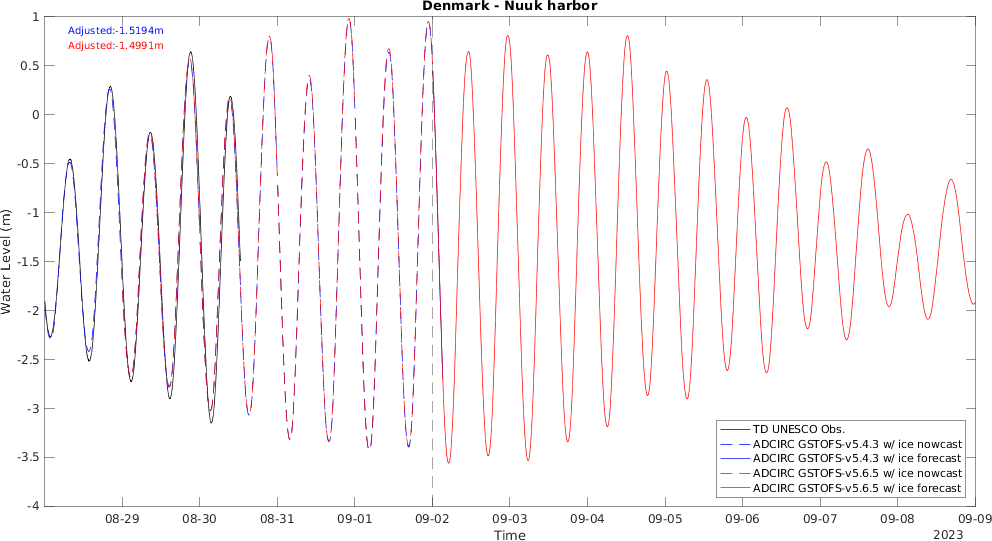 Denmark - Nuuk harbor
Adjusted:-1.5194m
Adjusted:-1.4991m
1
0.5
0
-0.5
-1
-1.5
-2
-2.5
-3
-3.5
-4
Water Level (m)
TD UNESCO Obs.
ADCIRC GSTOFS-v5.4.3 w/ ice nowcast
ADCIRC GSTOFS-v5.4.3 w/ ice forecast
ADCIRC GSTOFS-v5.6.5 w/ ice nowcast
ADCIRC GSTOFS-v5.6.5 w/ ice forecast
08-29 08-30 08-31 09-01 09-02 09-03 09-04 09-05 09-06 09-07 09-08 09-09
Time
2023